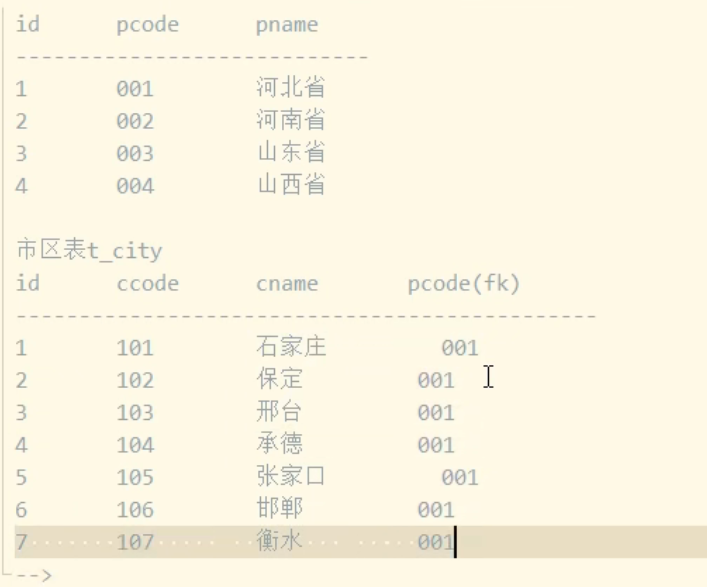 id pcode pname
----------------------------
1 001 河北省
2 002 河南省
3 003 山东省
4 004 山西省
市区表t_city
id ccode cname pcode(fk)
----------------------------------------------
1 101 石家庄 001
2 102 保定 001
3 103 邢台 001
4 104 承德 001
5 105 张家口 001
6 106 邯郸 001
7 107 衡水 001
-->